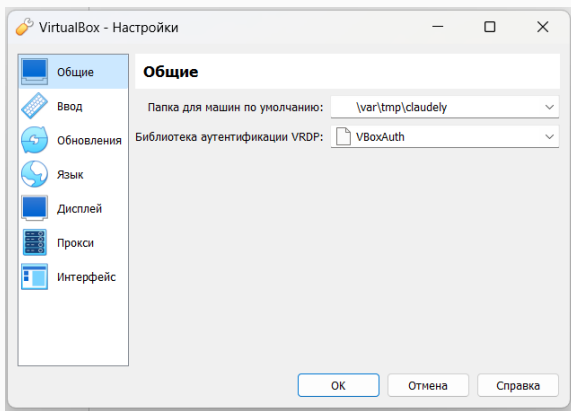 VirtualBox - Настройки
Общие
Ввод
Обновления
Язык
Дисплей
Прокси
Интерфейс
Общие
Папка для машин по умолчанию: \var\tmp\claudely
Библиотека аутентификации VRDP: VBoxAuth
OK Отмена Справка